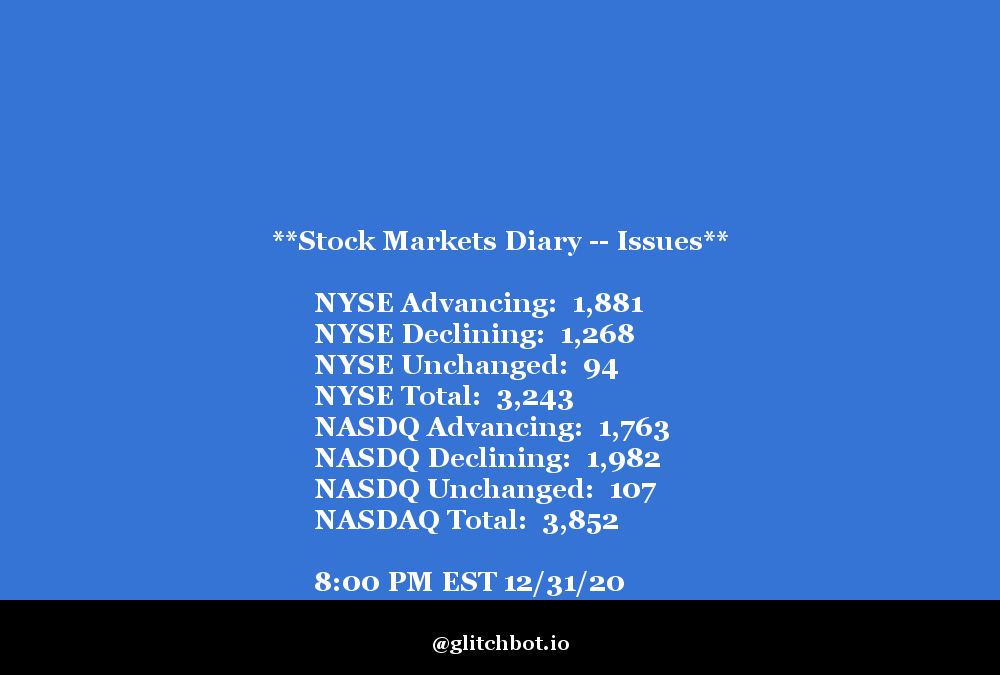 **Stock Markets Diary -- Issues**
NYSE Advancing: 1,881
NYSE Declining: 1,268
NYSE Unchanged: 94
NYSE Total: 3,243
NASDQ Advancing: 1,763
NASDQ Declining: 1,982
NASDQ Unchanged: 107
NASDAQ Total: 3,852
8:00 PM EST 12/31/20
@glitchbot.io